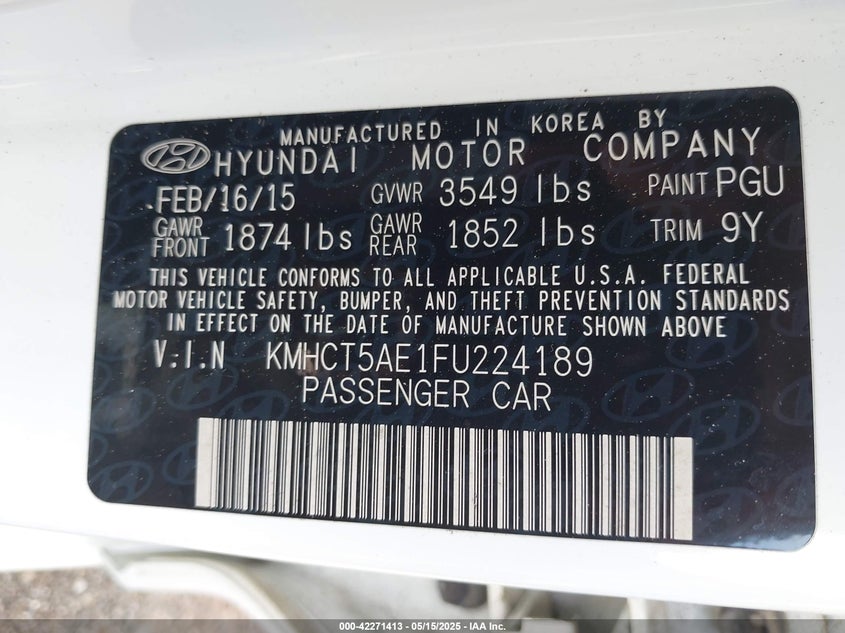 MANUFACTURED IN KOREA BY
HYUNDAI MOTOR COMPANY
FEB/16/15 GVWR 3549 lbs PAINT PGU
GAWR FRONT 1874 lbs GAWR REAR 1852 lbs TRIM 9Y
THIS VEHICLE CONFORMS TO ALL APPLICABLE U.S.A. FEDERAL
MOTOR VEHICLE SAFETY, BUMPER, AND THEFT PREVENTION STANDARDS
IN EFFECT ON THE DATE OF MANUFACTURE SHOWN ABOVE
V.I.N KMHCT5AE1FU224189
PASSENGER CAR
000-42271413 — 05/15/2025 — IAA Inc.